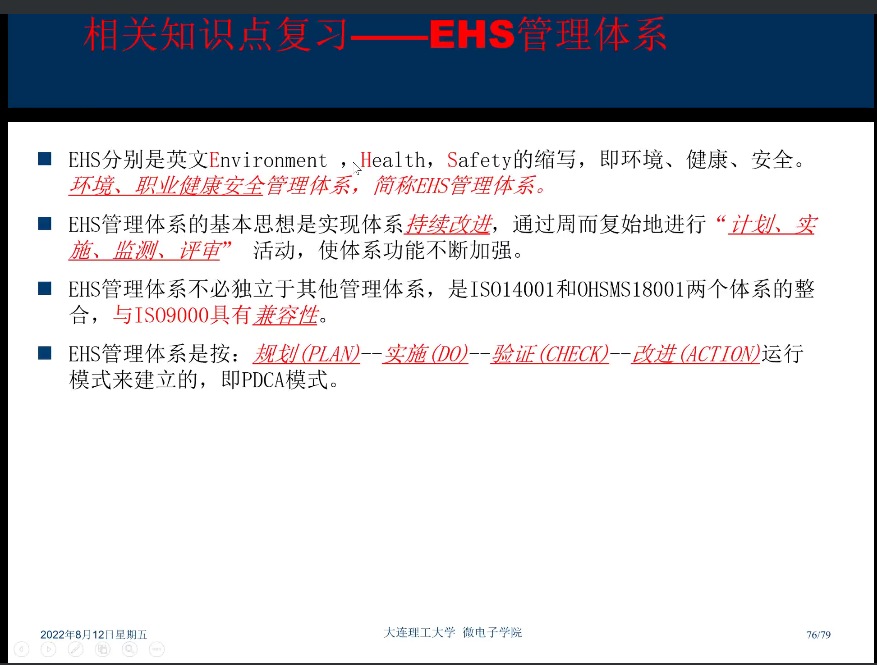 相关知识点复习——EHS管理体系
EHS分别是英文Environment ，Health，Safety的缩写，即环境、健康、安全。
环境、职业健康安全管理体系，简称EHS管理体系。
EHS管理体系的基本思想是实现体系持续改进，通过周而复始地进行“计划、实
施、监测、评审” 活动，使体系功能不断加强。
EHS管理体系不必独立于其他管理体系，是ISO14001和OHSMS18001两个体系的整
合，与ISO9000具有兼容性。
EHS管理体系是按：规划(PLAN)--实施(DO)--验证(CHECK)--改进(ACTION)运行
模式来建立的，即PDCA模式。
2022年8月12日星期五
大连理工大学 微电子学院
76/79